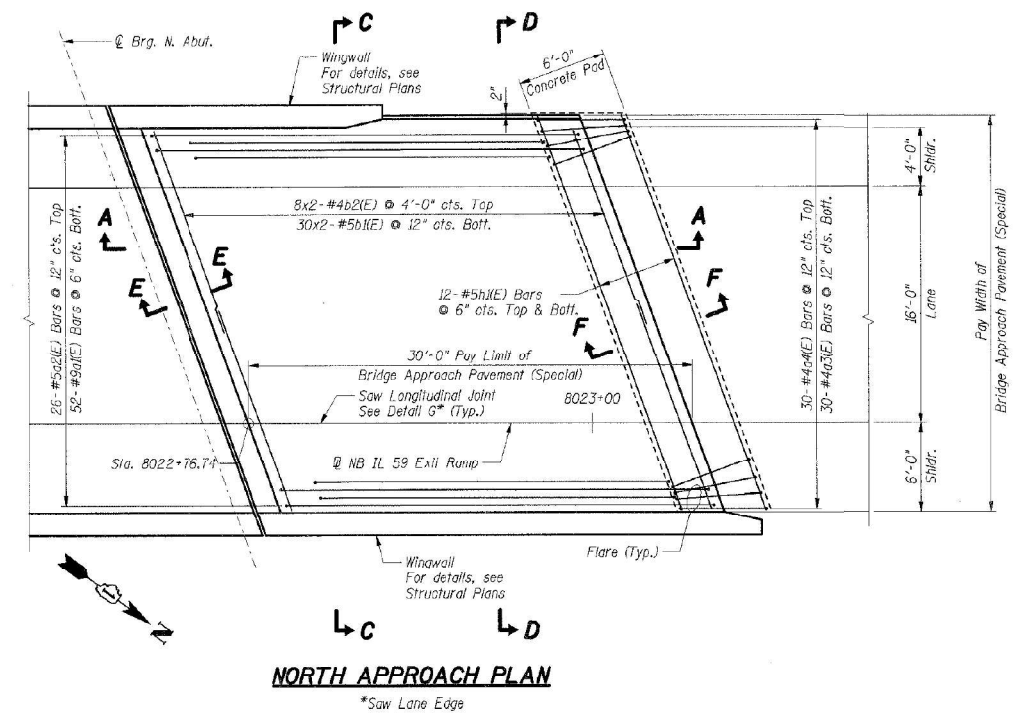 C
D
℄ Brg. N. Abut.
Wingwall
For details, see
Structural Plans
6'-0"
Concrete Pad
2"
4'-0"
Shldr.
8x2-#4b2(E) @ 4'-0" cts. Top
30x2-#5b1(E) @ 12" cts. Bott.
A
A
E
E
F
F
12-#5h1(E) Bars
@ 6" cts. Top & Bott.
26-#5a2(E) Bars @ 12" cts. Top
52-#9a1(E) Bars @ 6" cts. Bott.
30-#4a4(E) Bars @ 12" cts. Top
30-#4a3(E) Bars @ 12" cts. Bott.
16'-0"
Lane
Pay Width of
Bridge Approach Pavement (Special)
30'-0" Pay Limit of
Bridge Approach Pavement (Special)
Saw Longitudinal Joint
See Detail G* (Typ.)
8023+00
Sta. 8022+76.74
℄ NB IL 59 Exit Ramp
6'-0"
Shldr.
Flare (Typ.)
Wingwall
For details, see
Structural Plans
N
C
D
NORTH APPROACH PLAN
*Saw Lane Edge